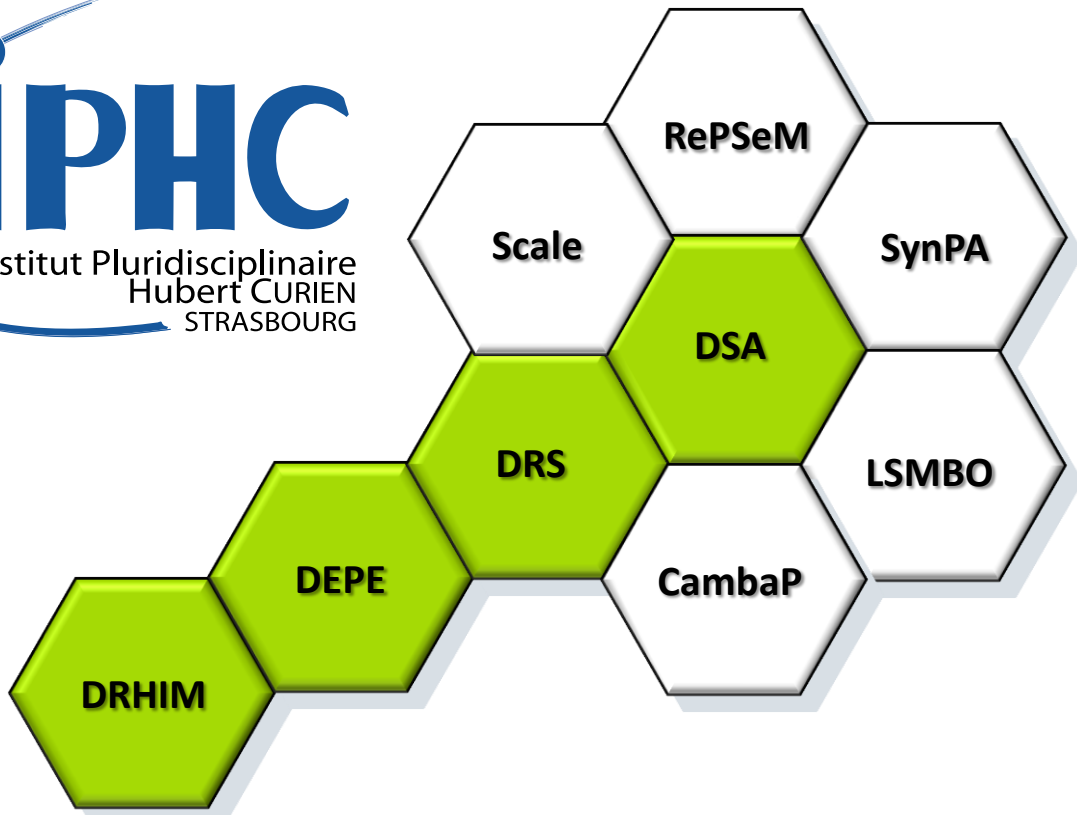 iPHC
stitut Pluridisciplinaire
Hubert CURIEN
STRASBOURG
RePSeM
Scale
SynPA
DSA
DRS
LSMBO
DEPE
CambaP
DRHIM